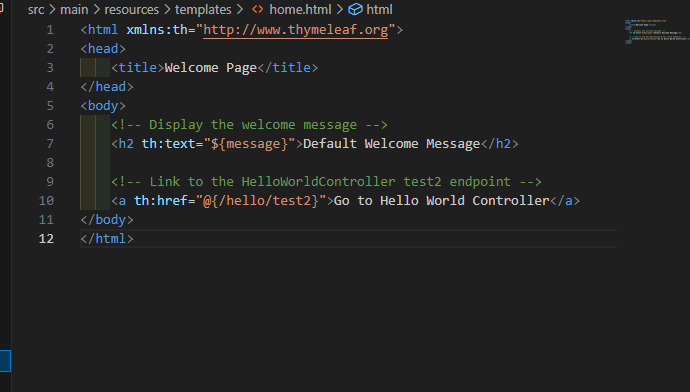 src > main > resources > templates > <> home.html > html
1 <html xmlns:th="http://www.thymeleaf.org">
2 <head>
3     <title>Welcome Page</title>
4 </head>
5 <body>
6     <!-- Display the welcome message -->
7     <h2 th:text="${message}">Default Welcome Message</h2>
8
9     <!-- Link to the HelloWorldController test2 endpoint -->
10     <a th:href="@{/hello/test2}">Go to Hello World Controller</a>
11 </body>
12 </html>